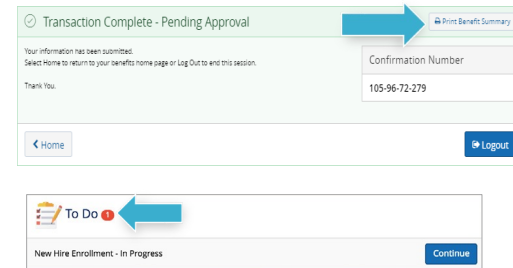 Transaction Complete - Pending Approval
Print Benefit Summary
Your information has been submitted.
Select Home to return to your benefits home page or Log Out to end this session.
Thank You.
Confirmation Number
105-96-72-279
Home
Logout
To Do 1
New Hire Enrollment - In Progress
Continue